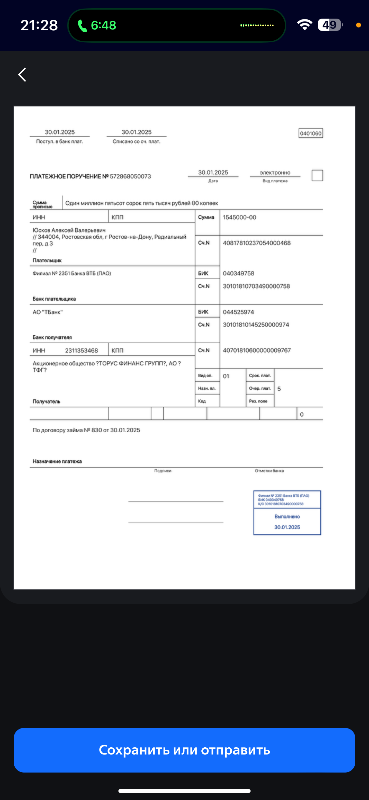 21:28
6:48
49
30.01.2025
Поступ. в банк плат.
30.01.2025
Списано со сч. плат.
0401060
ПЛАТЕЖНОЕ ПОРУЧЕНИЕ № 572868050073
30.01.2025
Дата
электронно
Вид платежа
Сумма прописью
Один миллион пятьсот сорок пять тысяч рублей 00 копеек
ИНН
КПП
Сумма
1545000-00
Юсков Алексей Валерьевич
// 344004, Ростовская обл, г Ростов-на-Дону, Радиальный
пер, д 3
//
Сч.N
40817810237054000468
Плательщик
Филиал № 2351 Банка ВТБ (ПАО)
БИК
040349758
Сч.N
30101810703490000758
Банк плательщика
АО "ТБанк"
БИК
044525974
Сч.N
30101810145250000974
Банк получателя
ИНН 2311353468
КПП
Сч.N
40701810600000009767
Акционерное общество ?ТОРУС ФИНАНС ГРУПП?, АО ?
ТФГ?
Вид оп.
01
Срок. плат.
Назн. пл.
Очер. плат.
5
Получатель
Код
Рез. поле
0
По договору займа № 830 от 30.01.2025
Назначение платежа
Подписи
Отметки банка
Филиал № 2351 Банка ВТБ (ПАО)
БИК 040349758
Выполнено
30.01.2025
Сохранить или отправить